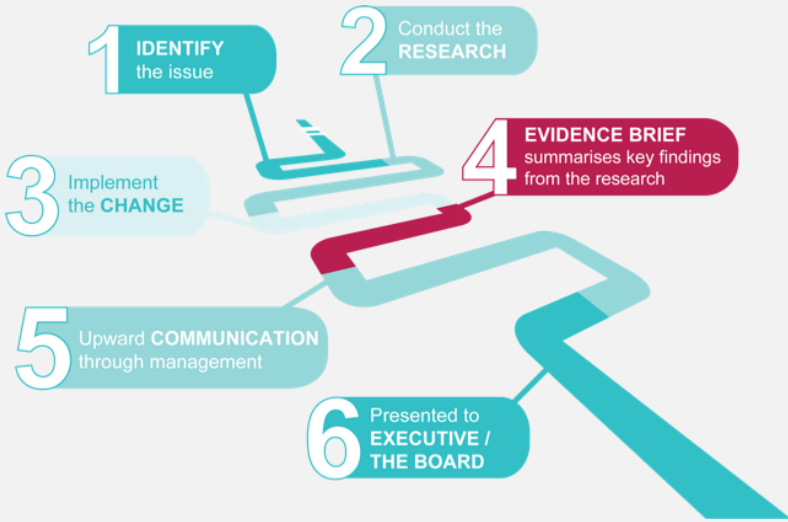 1 IDENTIFY
the issue
2 Conduct the
RESEARCH
3 Implement
the CHANGE
4 EVIDENCE BRIEF
summarises key findings
from the research
5 Upward COMMUNICATION
through management
6 Presented to
EXECUTIVE /
THE BOARD